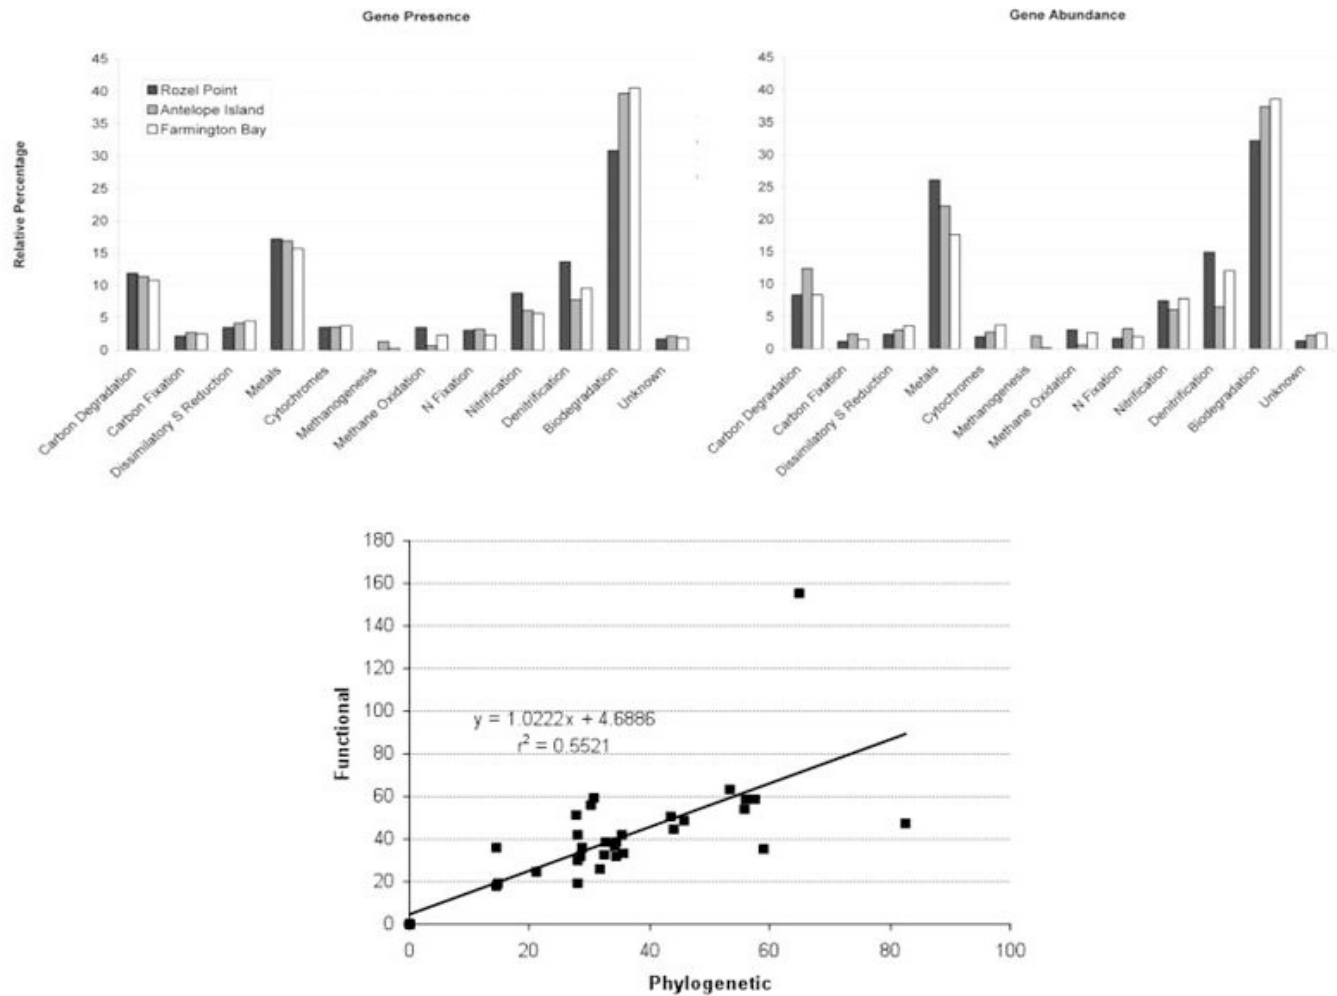 Gene Presence
Gene Abundance
Relative Percentage
45
40
35
30
25
20
15
10
5
0
Rozel Point
Antelope Island
Farmington Bay
Carbon Degradation
Carbon Fixation
Dissimilatory S Reduction
Metals
Cytochromes
Methanogenesis
Methane Oxidation
N Fixation
Nitrification
Denitrification
Biodegradation
Unknown
45
40
35
30
25
20
15
10
5
0
Carbon Degradation
Carbon Fixation
Dissimilatory S Reduction
Metals
Cytochromes
Methanogenesis
Methane Oxidation
N Fixation
Nitrification
Denitrification
Biodegradation
Unknown
Functional
180
160
140
120
100
80
60
40
20
0
y = 1.0222x + 4.6886
r² = 0.5521
0 20 40 60 80 100
Phylogenetic